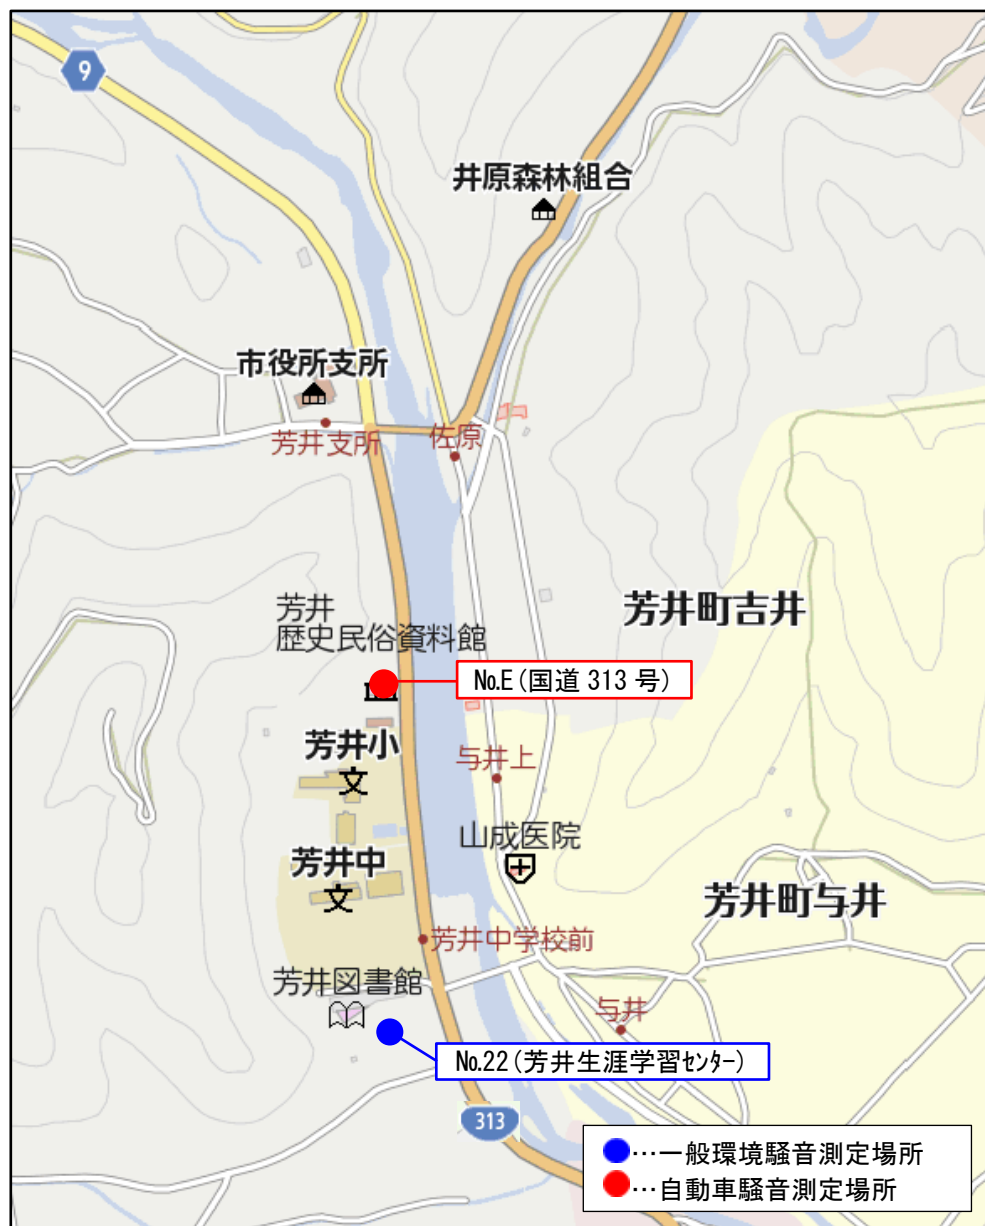 9
井原森林組合
市役所支所
芳井支所
佐原
芳井
歴史民俗資料館
芳井町吉井
No.E(国道 313 号)
芳井小
文
与井上
山成医院
芳井中
文
芳井町与井
芳井中学校前
芳井図書館
与井
No.22(芳井生涯学習ｾﾝﾀｰ)
313
●…一般環境騒音測定場所
●…自動車騒音測定場所